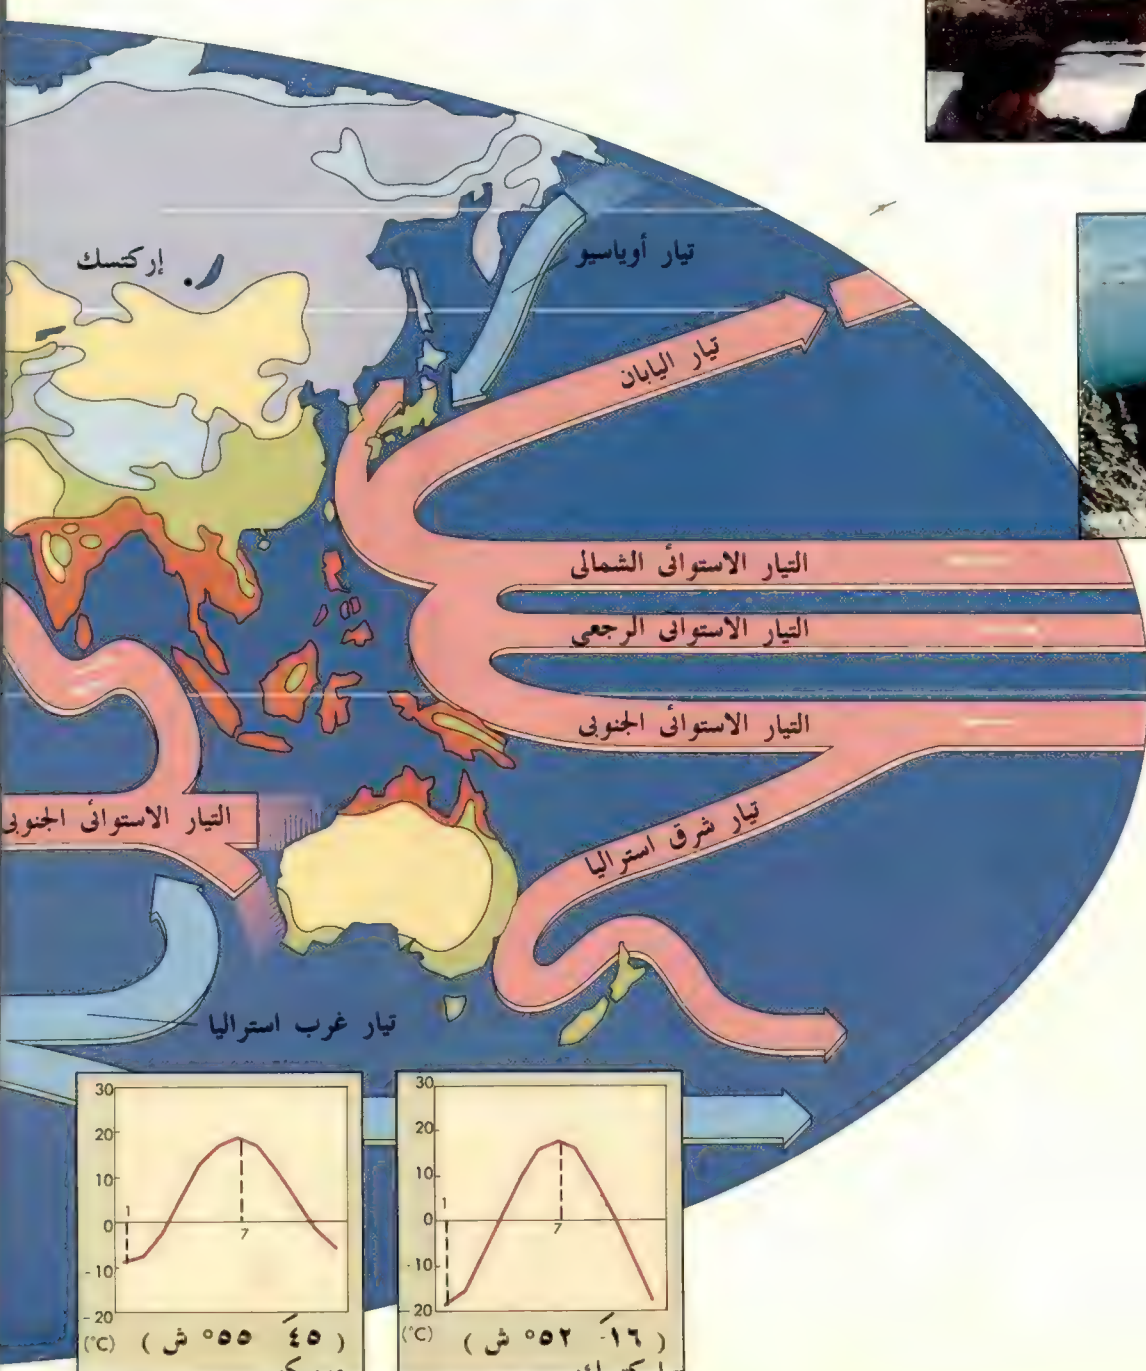 تيار أوياسيو
إركتسك
تيار اليابان
التيار الاستوائى الشمالى
التيار الاستوائى الرجعى
التيار الاستوائى الجنوبى
التيار الاستوائى الجنوبى
تيار شرق استراليا
تيار غرب استراليا
30
20
10
0
-10
-20
(°C)
1
7
( ٤٥َ ٥٥° ش )
30
20
10
0
-10
-20
(°C)
1
7
( ١٦َ ٥٢° ش )